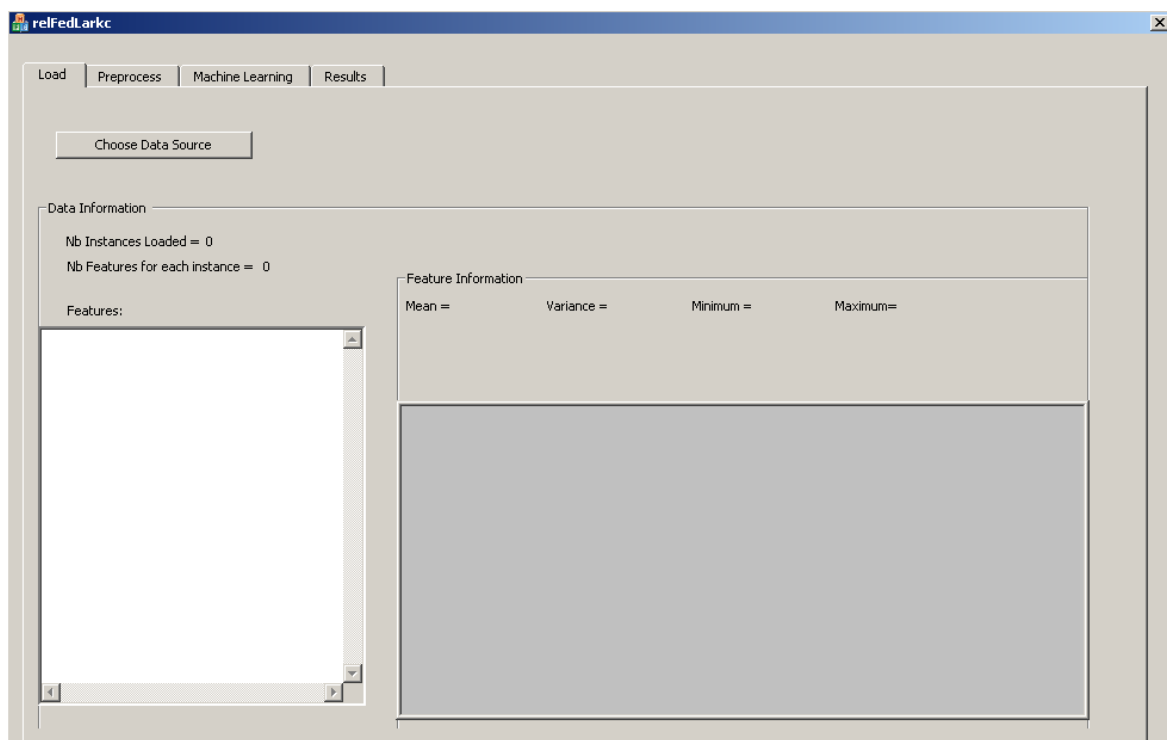 relFedLarkc
Load Preprocess Machine Learning Results
Choose Data Source
Data Information
Nb Instances Loaded = 0
Nb Features for each instance = 0
Feature Information
Mean = Variance = Minimum = Maximum=
Features: